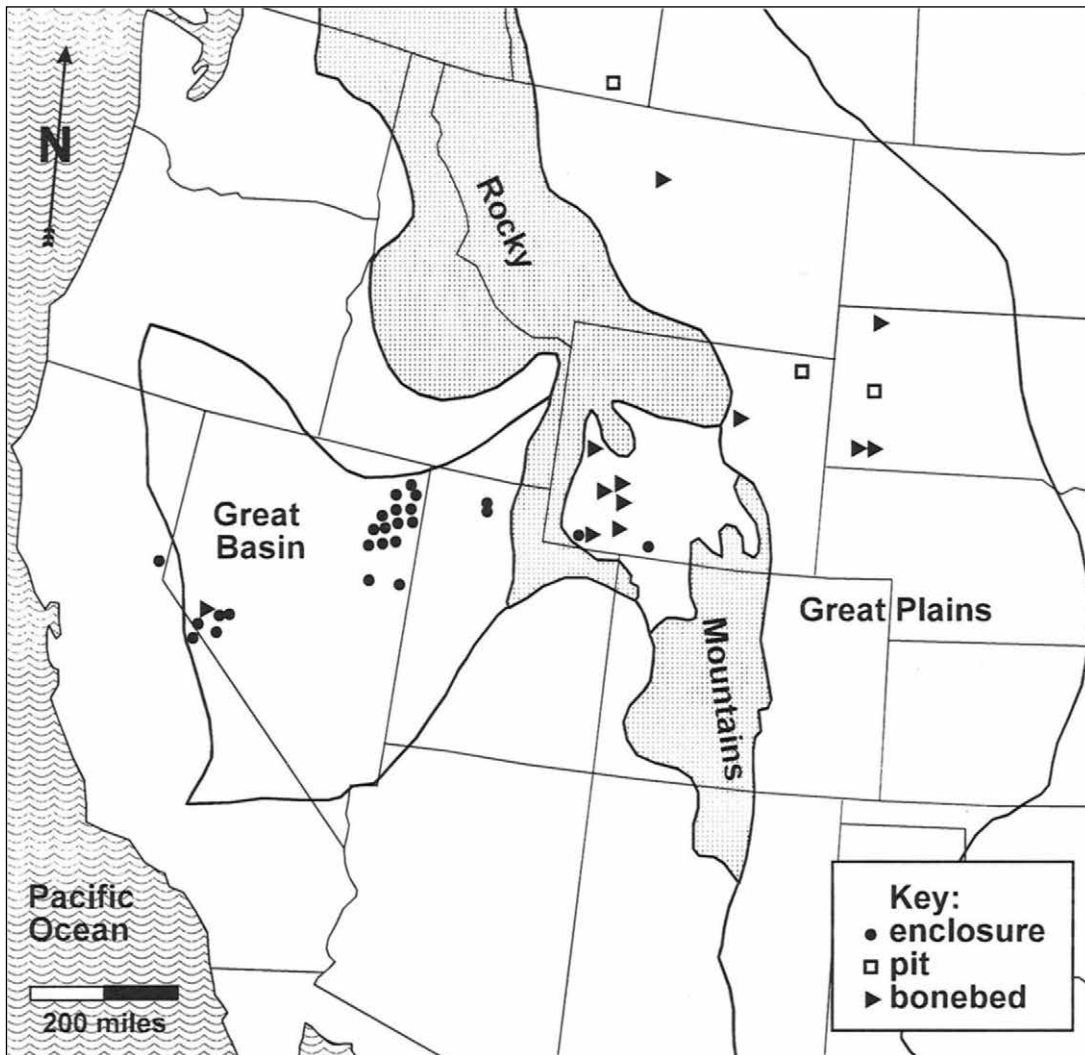 N
Rocky
Great
Basin
Great Plains
Mountains
Pacific
Ocean
200 miles
Key:
enclosure
pit
bonebed